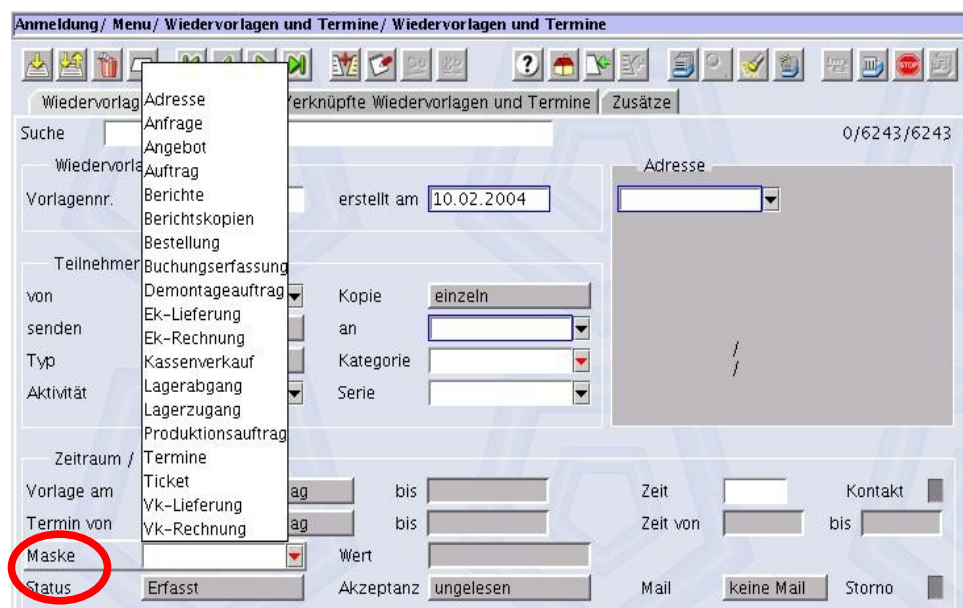 Anmeldung/ Menu/ Wiedervorlagen und Termine/ Wiedervorlagen und Termine
STOP
Wiedervorlag Verknüpfte Wiedervorlagen und Termine Zusätze
Suche 0/6243/6243
Wiedervorla Adresse
Vorlagennr. erstellt am 10.02.2004
Teilnehmer
von Kopie einzeln
senden an
Typ Kategorie /
Aktivität Serie /
Zeitraum /
Vorlage am ag bis Zeit Kontakt
Termin von ag bis Zeit von bis
Maske Wert
Status Erfasst Akzeptanz ungelesen Mail keine Mail Storno
Adresse
Anfrage
Angebot
Auftrag
Berichte
Berichtskopien
Bestellung
Buchungserfassung
Demontageauftrag
Ek-Lieferung
Ek-Rechnung
Kassenverkauf
Lagerabgang
Lagerzugang
Produktionsauftrag
Termine
Ticket
Vk-Lieferung
Vk-Rechnung